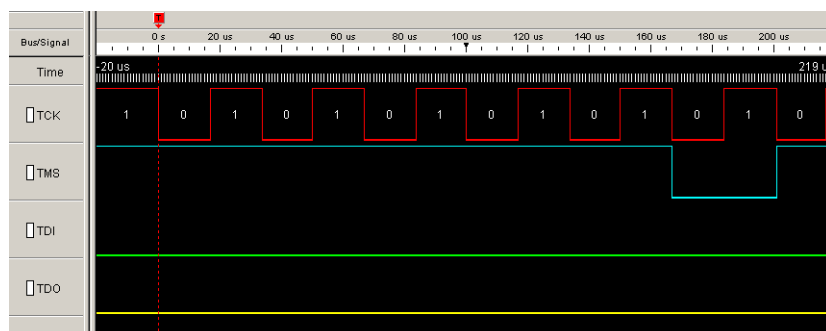 T
Bus/Signal 0 s 20 us 40 us 60 us 80 us 100 us 120 us 140 us 160 us 180 us 200 us
Time -20 us 219 u
TCK 1 0 1 0 1 0 1 0 1 0 1 0 1 0
TMS
TDI
TDO